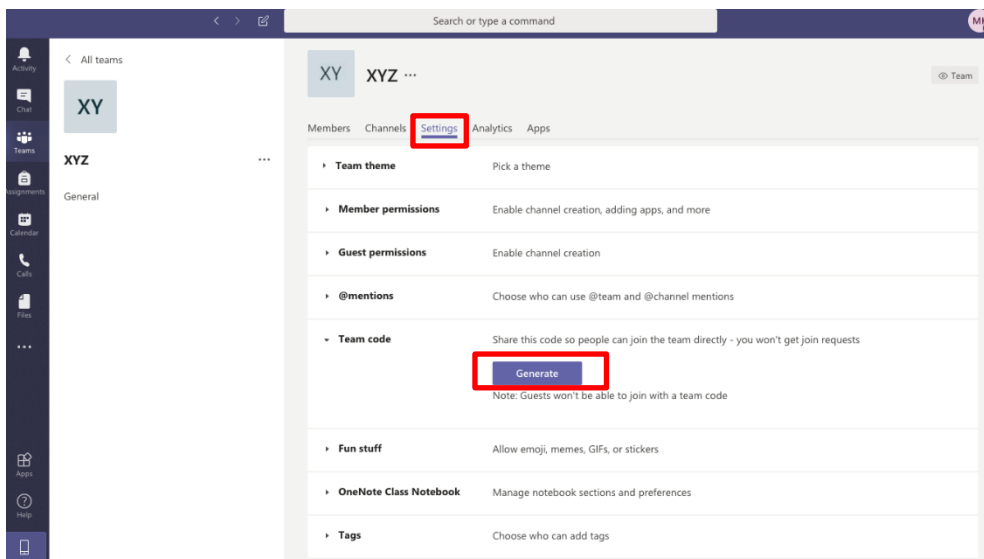 Search or type a command
MK
Activity
Chat
Teams
Assignments
Calendar
Calls
Files
Apps
Help
All teams
XY
XYZ
General
XY
XYZ
Team
Members Channels Settings Analytics Apps
Team theme Pick a theme
Member permissions Enable channel creation, adding apps, and more
Guest permissions Enable channel creation
@mentions Choose who can use @team and @channel mentions
Team code Share this code so people can join the team directly - you won't get join requests
Generate
Note: Guests won't be able to join with a team code
Fun stuff Allow emoji, memes, GIFs, or stickers
OneNote Class Notebook Manage notebook sections and preferences
Tags Choose who can add tags